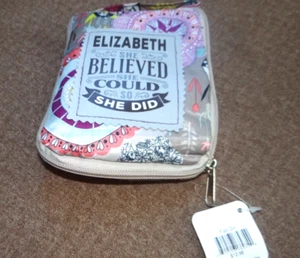 ELIZABETH
SHE
BELIEVED
SHE
COULD
SO
SHE DID